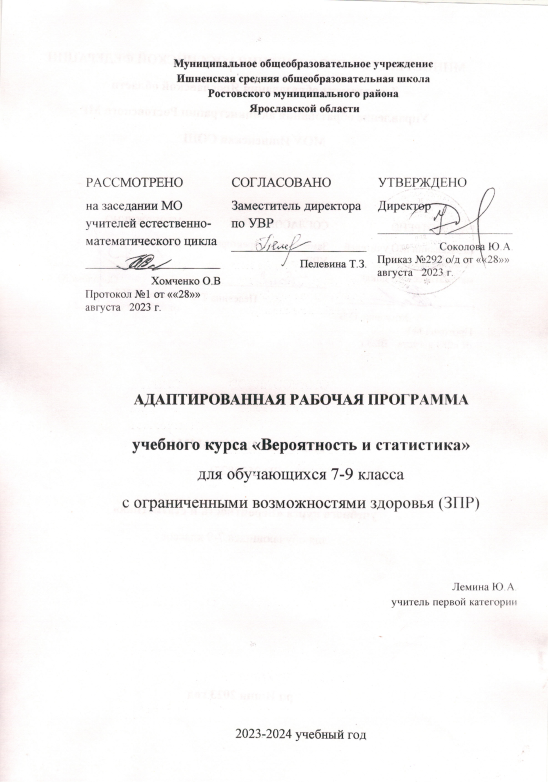 Муниципальное общеобразовательное учреждение
Ишненская средняя общеобразовательная школа
Ростовского муниципального района
Ярославской области
РАССМОТРЕНО
на заседании МО
учителей естественно-
математического цикла
Хомченко О.В
Протокол №1 от ««28»»
августа 2023 г.
СОГЛАСОВАНО
Заместитель директора
по УВР
Пелевина Т.З.
УТВЕРЖДЕНО
Директор
Соколова Ю.А
Приказ №292 о/д от ««28»»
августа 2023 г.
АДАПТИРОВАННАЯ РАБОЧАЯ ПРОГРАММА
учебного курса «Вероятность и статистика»
для обучающихся 7-9 класса
с ограниченными возможностями здоровья (ЗПР)
Лемина Ю.А.
учитель первой категории
2023-2024 учебный год